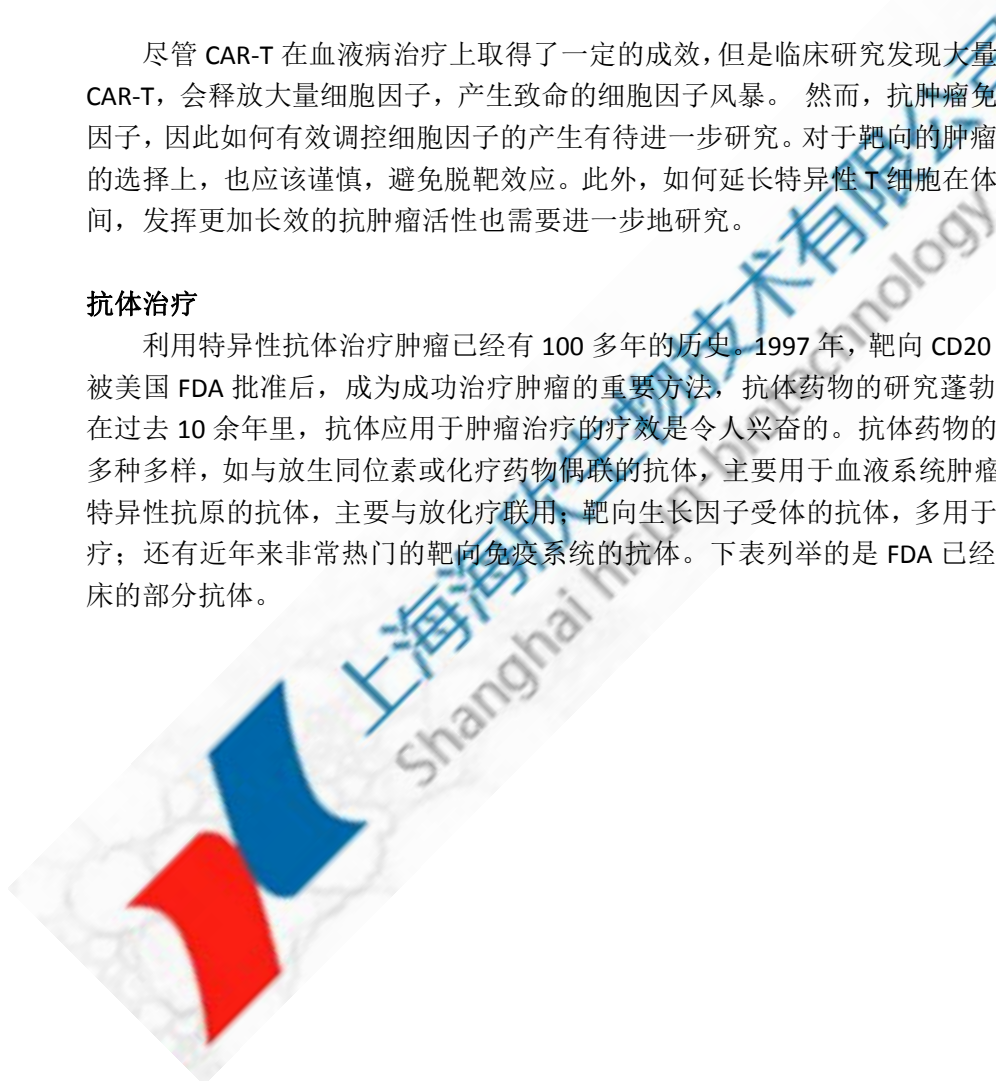 尽管 CAR-T 在血液病治疗上取得了一定的成效，但是临床研究发现大量
CAR-T，会释放大量细胞因子，产生致命的细胞因子风暴。 然而，抗肿瘤免
因子，因此如何有效调控细胞因子的产生有待进一步研究。对于靶向的肿瘤
的选择上，也应该谨慎，避免脱靶效应。此外，如何延长特异性 T 细胞在体
间，发挥更加长效的抗肿瘤活性也需要进一步地研究。
抗体治疗
利用特异性抗体治疗肿瘤已经有 100 多年的历史。1997 年，靶向 CD20
被美国 FDA 批准后，成为成功治疗肿瘤的重要方法，抗体药物的研究蓬勃
在过去 10 余年里，抗体应用于肿瘤治疗的疗效是令人兴奋的。抗体药物的
多种多样，如与放生同位素或化疗药物偶联的抗体，主要用于血液系统肿瘤
特异性抗原的抗体，主要与放化疗联用；靶向生长因子受体的抗体，多用于
疗；还有近年来非常热门的靶向免疫系统的抗体。下表列举的是 FDA 已经
床的部分抗体。
上海海欣生物技术有限公司
Shanghai hisun-biotechnology